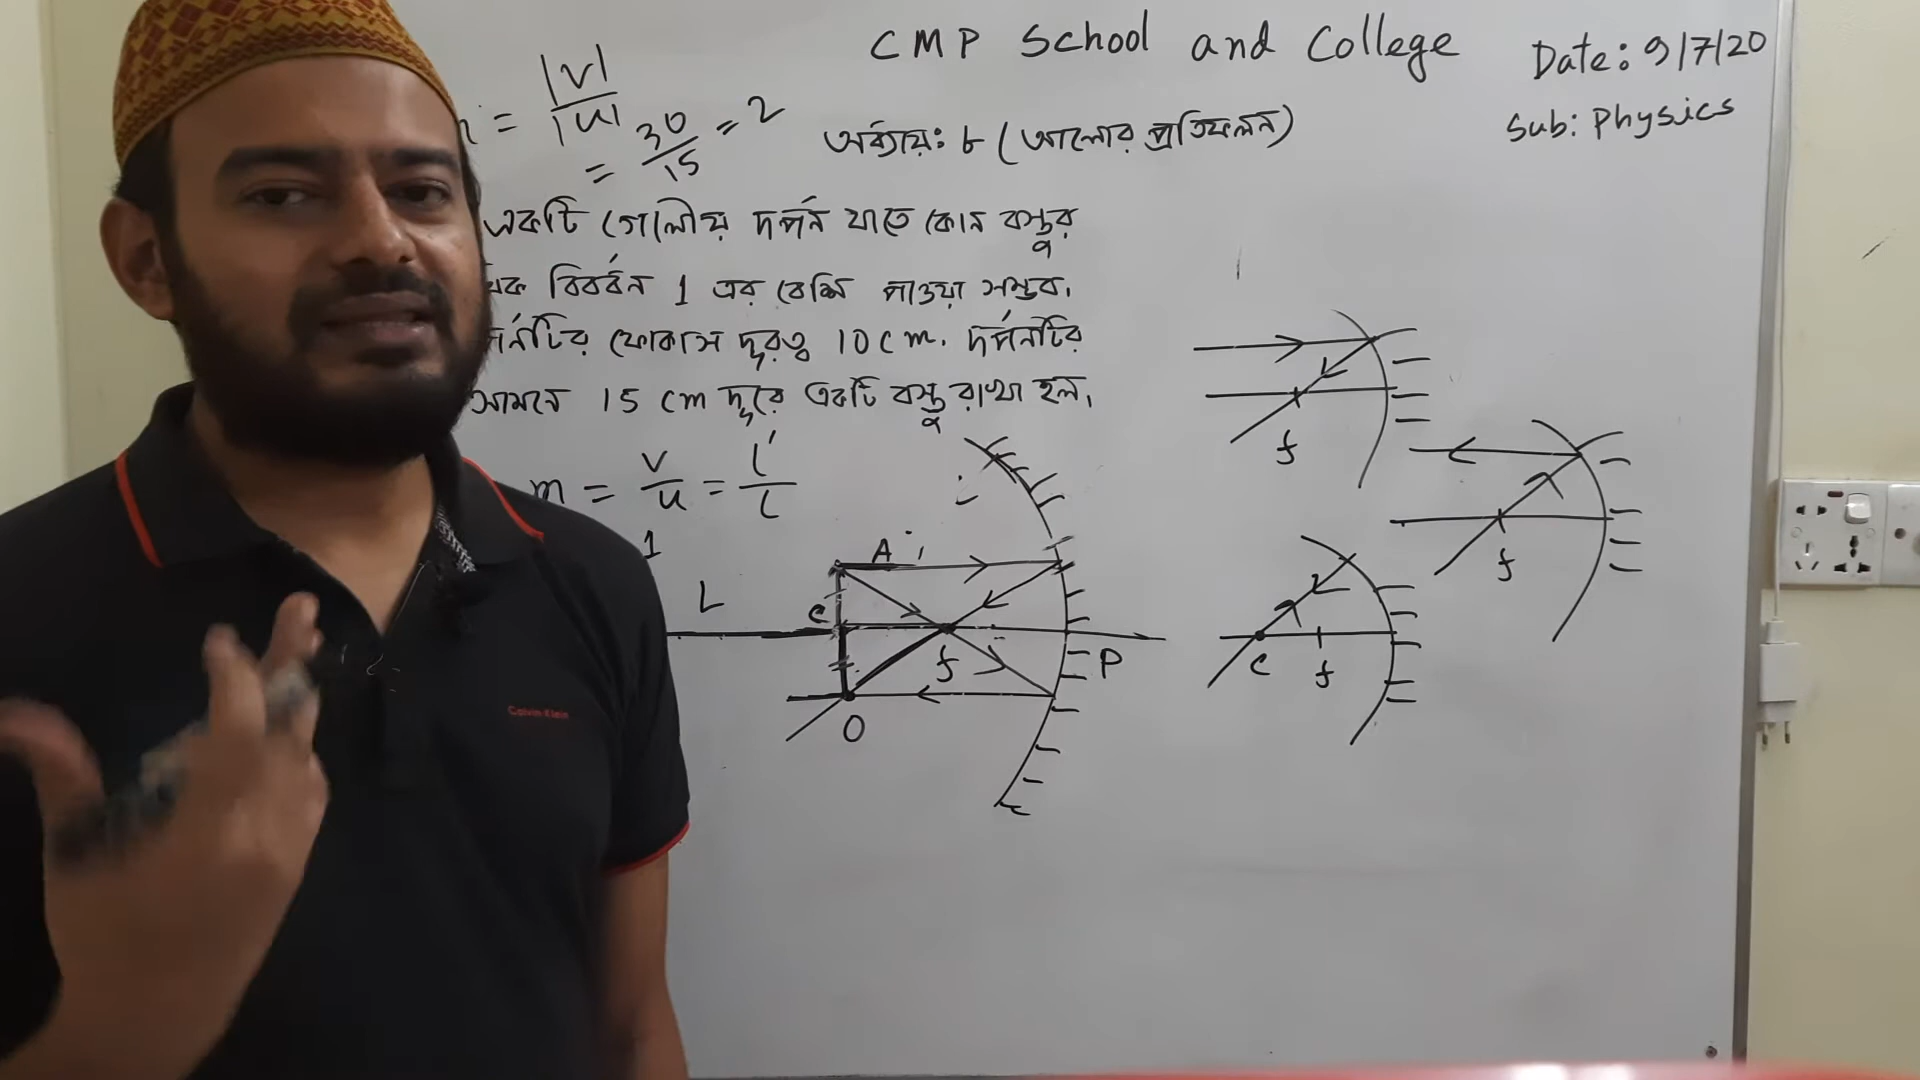 CMP School and College
Date: 9/7/20
Sub: Physics
অধ্যায়: ৮ (আলোর প্রতিফলন)
= |v| / |u|
= 30/15 = 2
একটি গোলীয় দর্পন যাতে কোন বস্তুর
বিবর্ধন 1 এর বেশি পাওয়া সম্ভব।
ফোকাস দূরত্ব 10 cm. দর্পনটির
সামনে 15 cm দূরে একটি বস্তু রাখা হল।
m = v/u = l'/l
1
L
A
C
f
P
O
f
f
C f
Calvin Klein